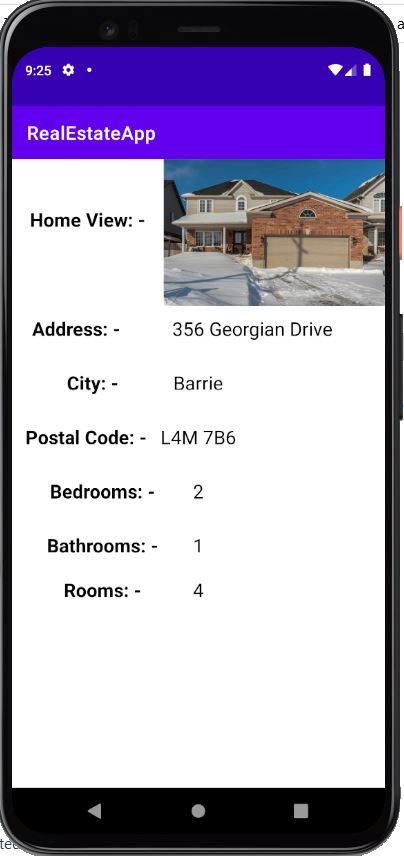 a
9:25
RealEstateApp
Home View: -
Address: - 356 Georgian Drive
City: - Barrie
Postal Code: - L4M 7B6
Bedrooms: - 2
Bathrooms: - 1
Rooms: - 4